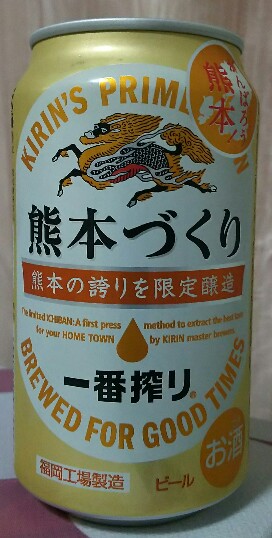 KIRIN'S PRIME
がんばろう
熊本!
熊本づくり
熊本の誇りを限定醸造
The limited ICHIBAN: A first press method to extract the best taste
for your HOME TOWN by KIRIN master brewers.
一番搾り®
BREWED FOR GOOD TIMES
お酒
福岡工場製造
ビール